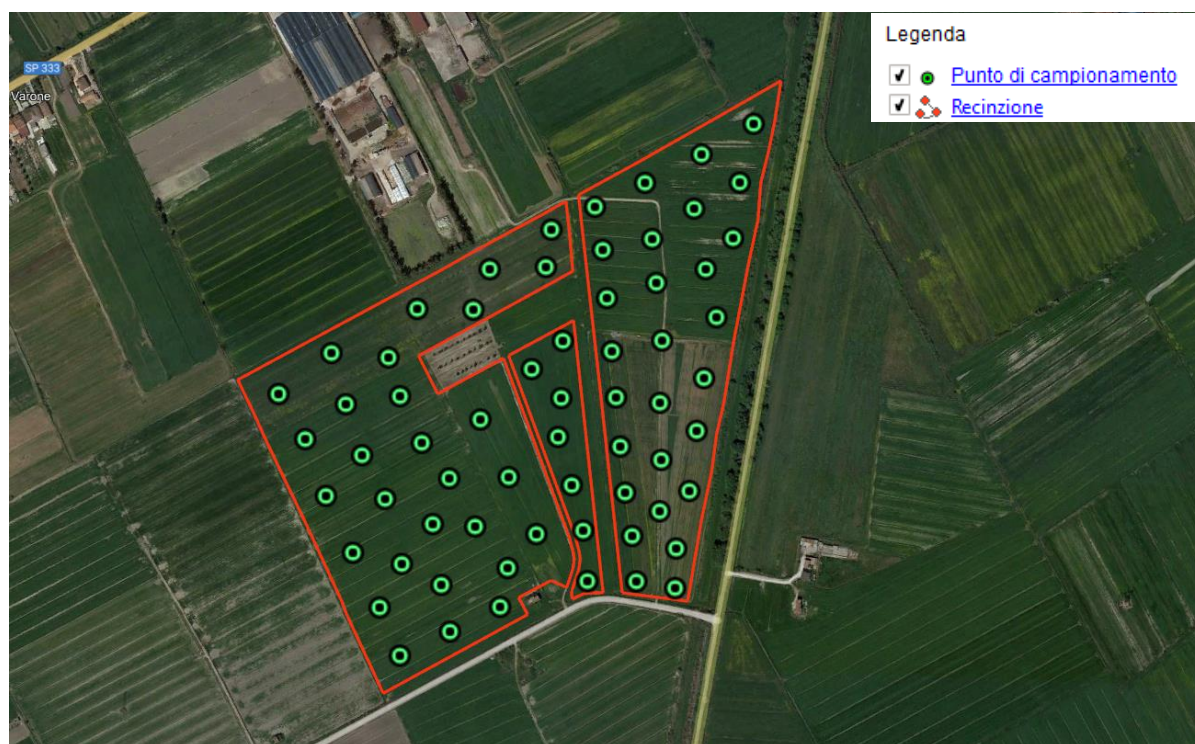 Legenda
Punto di campionamento
Recinzione
SP 333
Varone